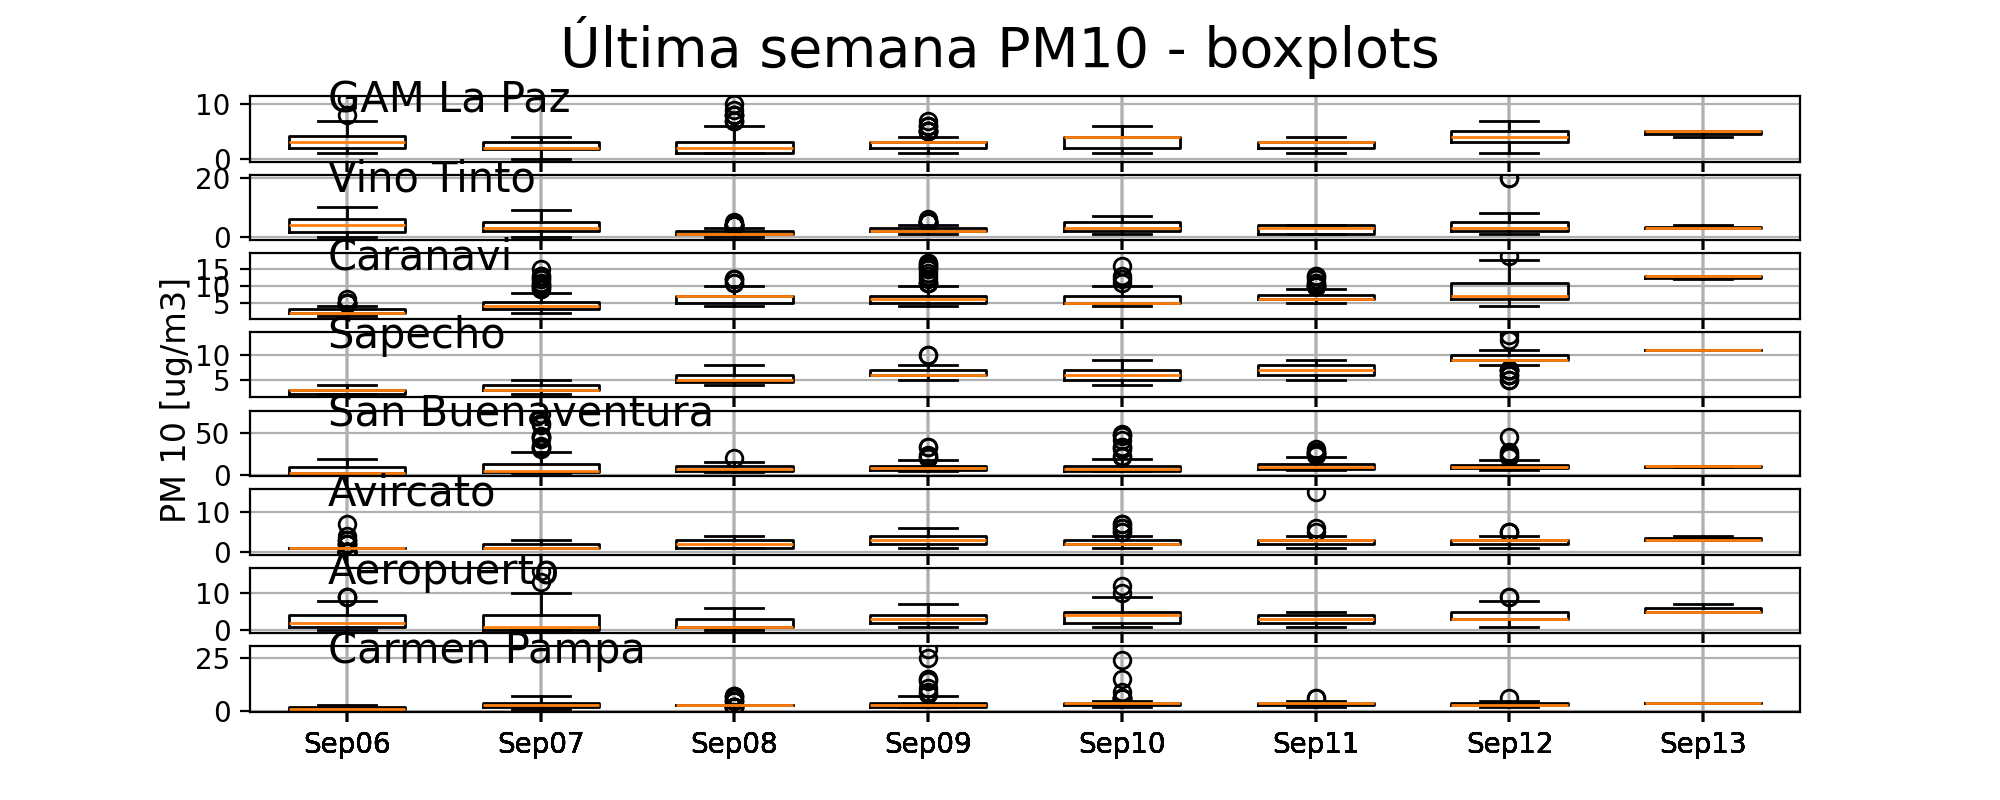 Última semana PM10 - boxplots
PM 10 [ug/m3]
GAM La Paz
10
0
Vino Tinto
20
0
Caranavi
15
10
5
Sapecho
10
5
San Buenaventura
50
0
Avircato
10
0
Aeropuerto
10
0
Carmen Pampa
25
0
Sep06 Sep07 Sep08 Sep09 Sep10 Sep11 Sep12 Sep13